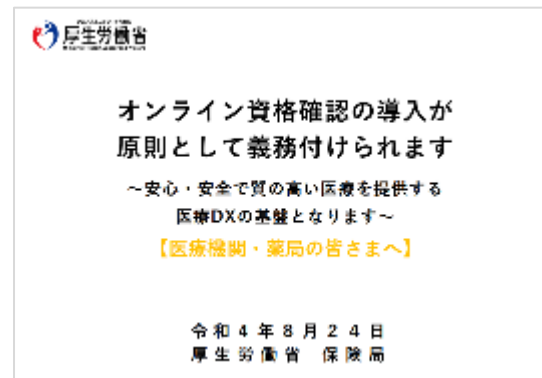 厚生労働省
オンライン資格確認の導入が
原則として義務付けられます
～安心・安全で質の高い医療を提供する
医療DXの基盤となります～
【医療機関・薬局の皆さまへ】
令和4年8月24日
厚生労働省 保険局